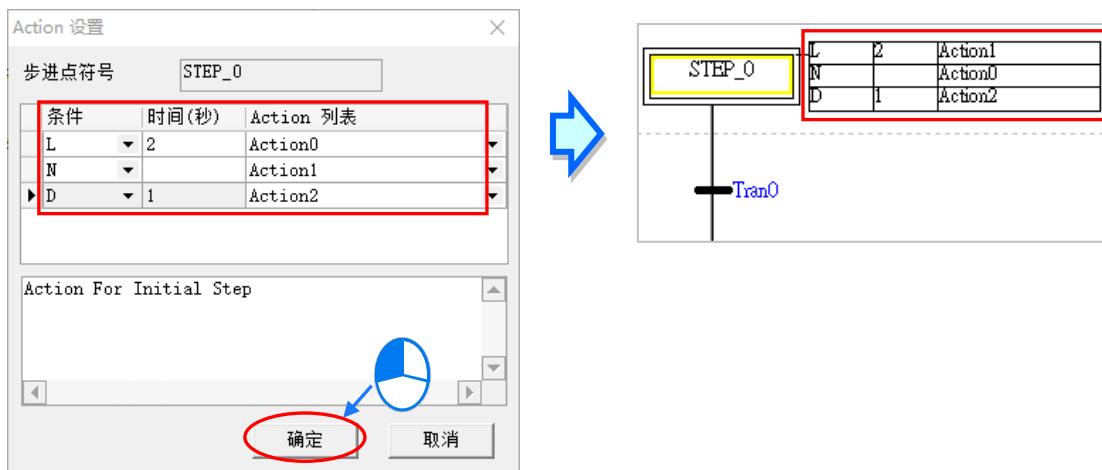 Action 设置
步进点符号 STEP_0
条件 时间(秒) Action 列表
L 2 Action0
N Action1
D 1 Action2
Action For Initial Step
确定 取消
STEP_0
L 2 Action1
N Action0
D 1 Action2
Tran0